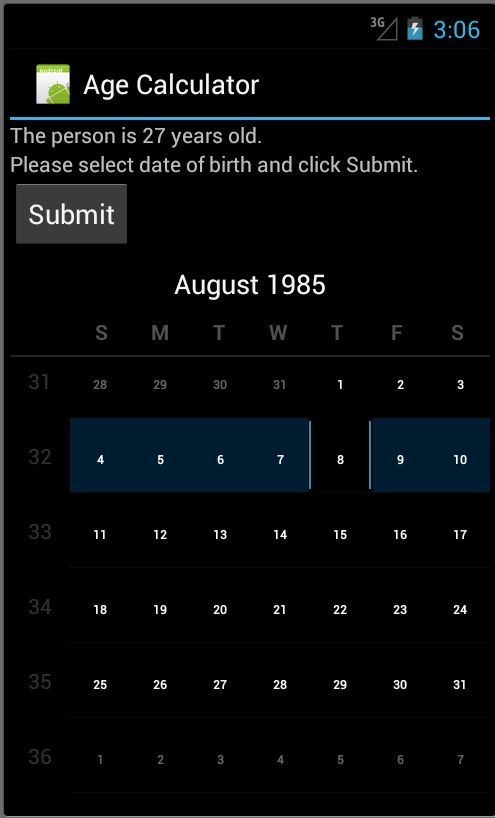 3G 3:06
Android
Age Calculator
The person is 27 years old.
Please select date of birth and click Submit.
Submit
August 1985
S M T W T F S
31 28 29 30 31 1 2 3
32 4 5 6 7 8 9 10
33 11 12 13 14 15 16 17
34 18 19 20 21 22 23 24
35 25 26 27 28 29 30 31
36 1 2 3 4 5 6 7